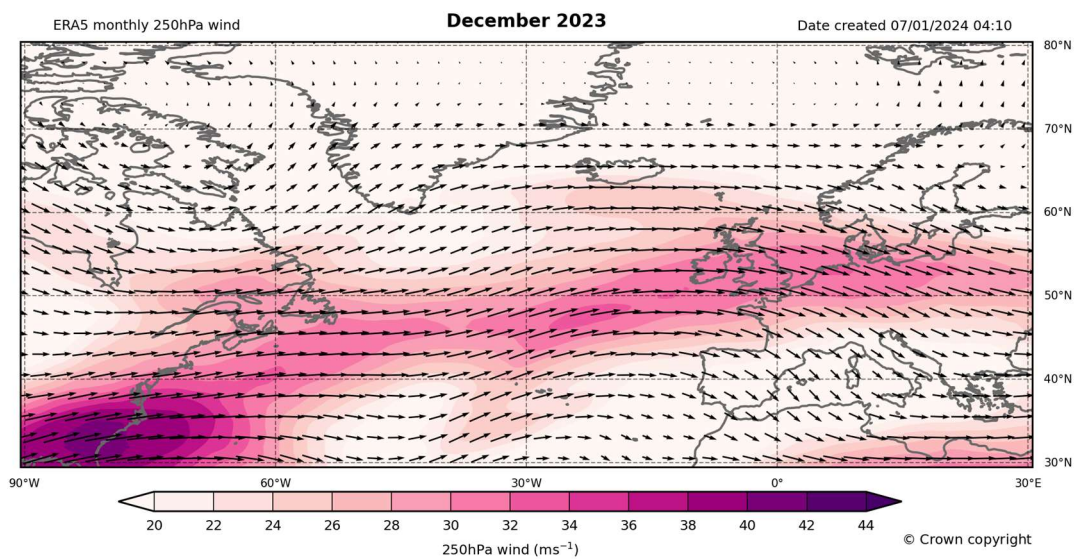 ERA5 monthly 250hPa wind
December 2023
Date created 07/01/2024 04:10
80°N
70°N
60°N
50°N
40°N
30°N
90°W 60°W 30°W 0° 30°E
20 22 24 26 28 30 32 34 36 38 40 42 44
250hPa wind (ms⁻¹)
© Crown copyright